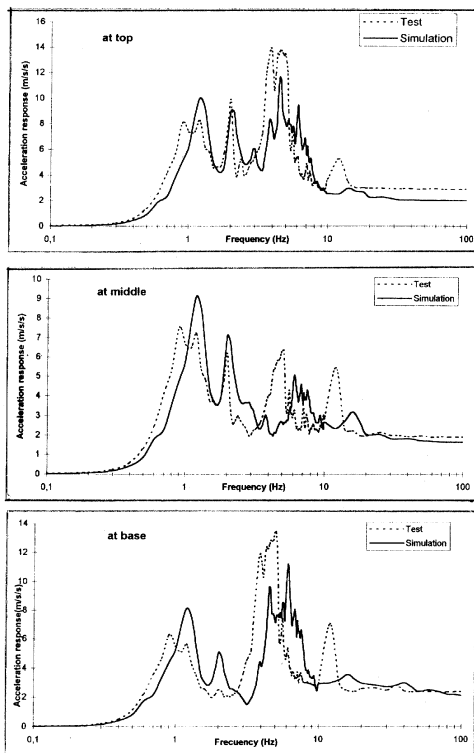 at top
Test
Simulation
Acceleration response (m/s/s)
16
14
12
10
8
6
4
2
0
0,1 1 10 100
Frequency (Hz)
at middle
Test
Simulation
Acceleration response (m/s/s)
10
9
8
7
6
5
4
3
2
1
0
0,1 1 10 100
Frecuency (Hz)
at base
Test
Simulation
Acceleration response(m/s/s)
14
12
10
8
6
4
2
0
0,1 1 10 100
Frecuency (Hz)